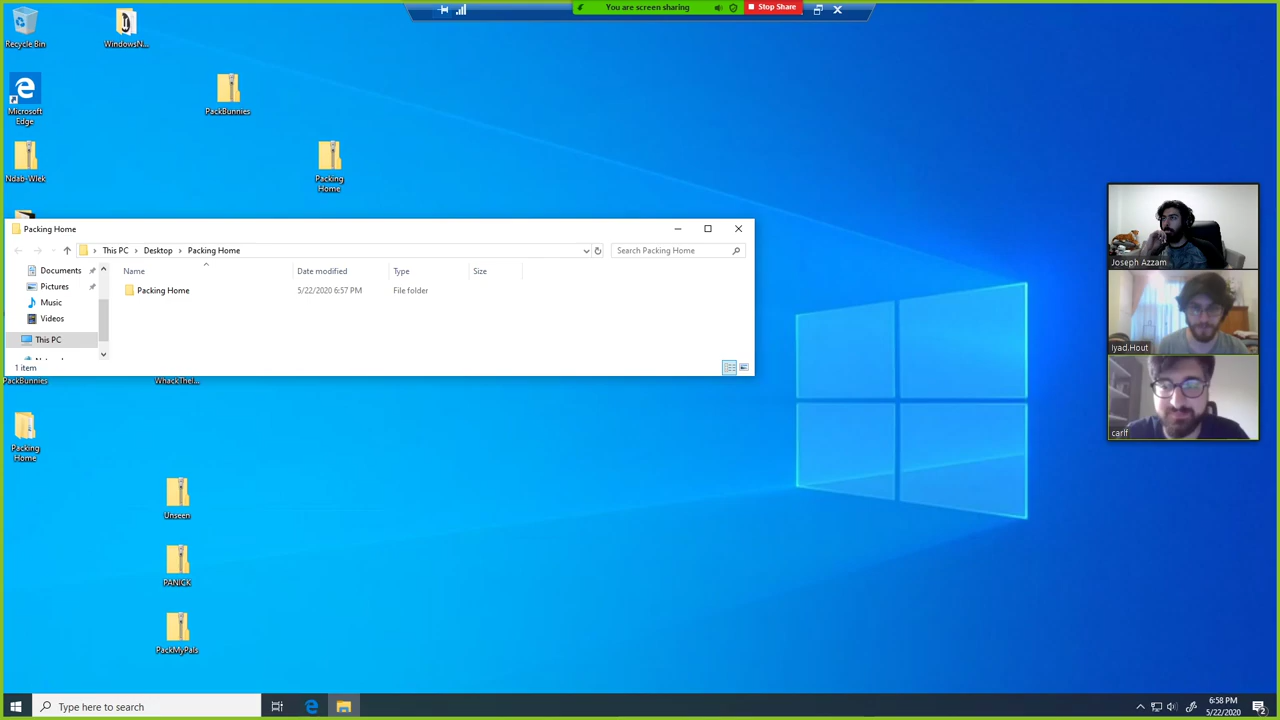 You are screen sharing
Stop Share
Recycle Bin
WindowsN...
Microsoft
Edge
PackBunnies
Ndab-Wlek
Packing
Home
Packing Home
This PC
Desktop
Packing Home
Search Packing Home
Documents
Pictures
Music
Videos
This PC
Name
Date modified
Type
Size
Packing Home
5/22/2020 6:57 PM
File folder
1 item
PackBunnies
WhackTheI...
Packing
Home
Unseen
PANICK
PackMyPals
Joseph Azzam
Iyad.Hout
carlf
Type here to search
6:58 PM
5/22/2020
2